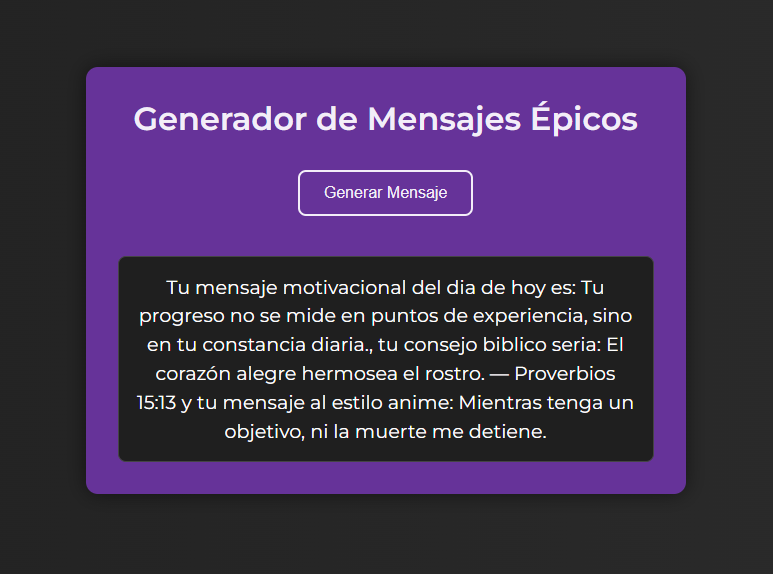 Generador de Mensajes Épicos
Generar Mensaje
Tu mensaje motivacional del dia de hoy es: Tu
progreso no se mide en puntos de experiencia, sino
en tu constancia diaria., tu consejo biblico seria: El
corazón alegre hermosea el rostro. — Proverbios
15:13 y tu mensaje al estilo anime: Mientras tenga un
objetivo, ni la muerte me detiene.